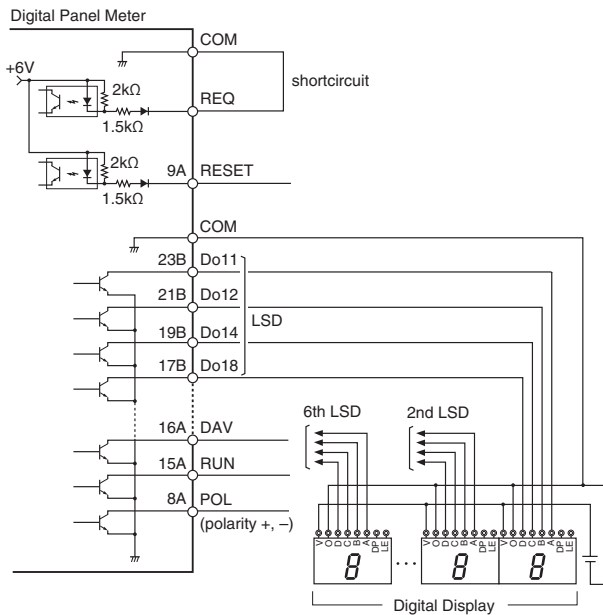 Digital Panel Meter
COM
+6V
2kΩ
shortcircuit
REQ
1.5kΩ
2kΩ
9A RESET
1.5kΩ
COM
23B Do11
21B Do12
LSD
19B Do14
17B Do18
6th LSD 2nd LSD
16A DAV
15A RUN
8A POL
(polarity +, –)
V O D C B A DP LE V O D C B A DP LE V O D C B A DP LE
8 ... 8 8
Digital Display